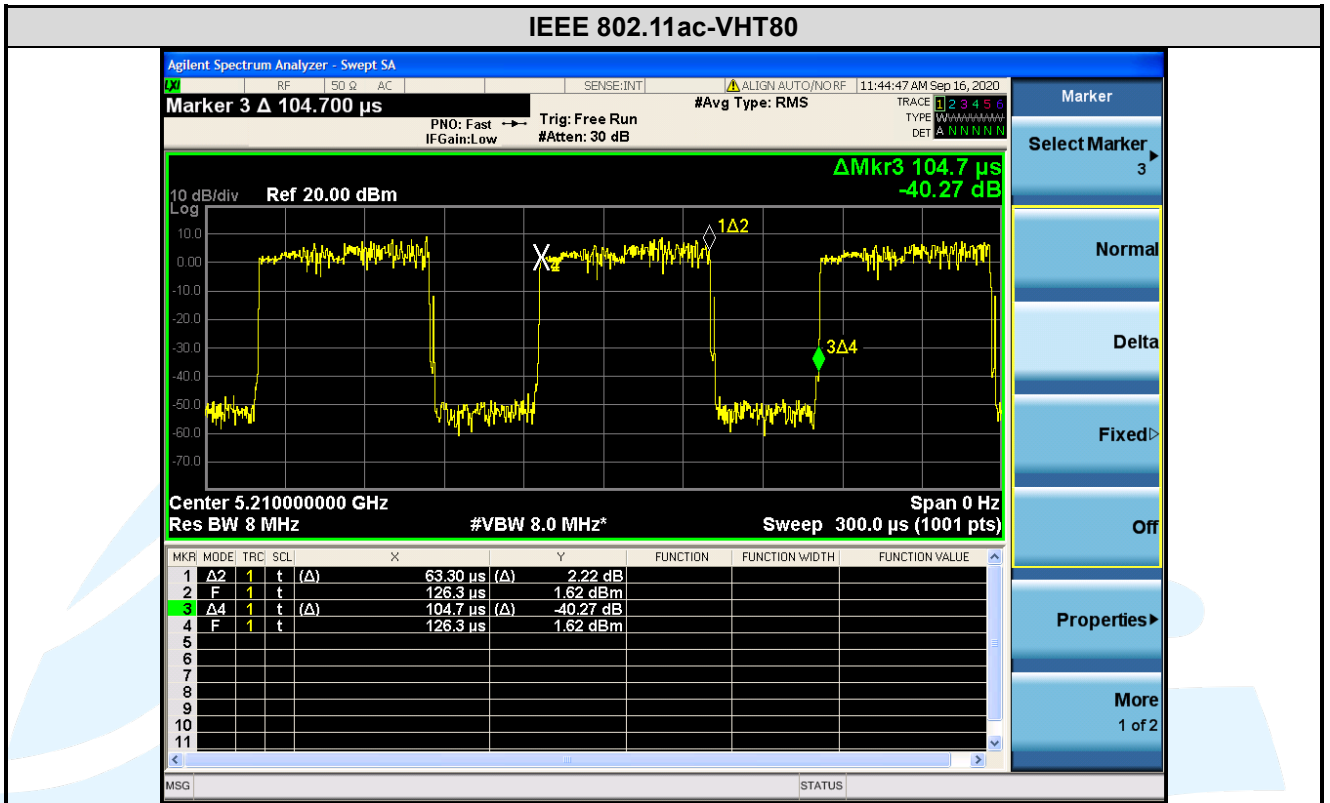 IEEE 802.11ac-VHT80
Agilent Spectrum Analyzer - Swept SA
LXI RF 50 Ω AC SENSE:INT ALIGN AUTO/NO RF 11:44:47 AM Sep 16, 2020
Marker 3 Δ 104.700 µs
PNO: Fast
IFGain:Low
Trig: Free Run
#Atten: 30 dB
#Avg Type: RMS
TRACE 1 2 3 4 5 6
TYPE
DET A N N N N N
ΔMkr3 104.7 µs
-40.27 dB
10 dB/div Ref 20.00 dBm
Log
10.0
0.00
-10.0
-20.0
-30.0
-40.0
-50.0
-60.0
-70.0
1Δ2
3Δ4
Center 5.210000000 GHz Span 0 Hz
Res BW 8 MHz #VBW 8.0 MHz* Sweep 300.0 µs (1001 pts)
MKR MODE TRC SCL X Y FUNCTION FUNCTION WIDTH FUNCTION VALUE
1 Δ2 1 t (Δ) 63.30 µs (Δ) 2.22 dB
2 F 1 t 126.3 µs 1.62 dBm
3 Δ4 1 t (Δ) 104.7 µs (Δ) -40.27 dB
4 F 1 t 126.3 µs 1.62 dBm
5
6
7
8
9
10
11
MSG STATUS
Marker
Select Marker
3
Normal
Delta
Fixed
Off
Properties
More
1 of 2